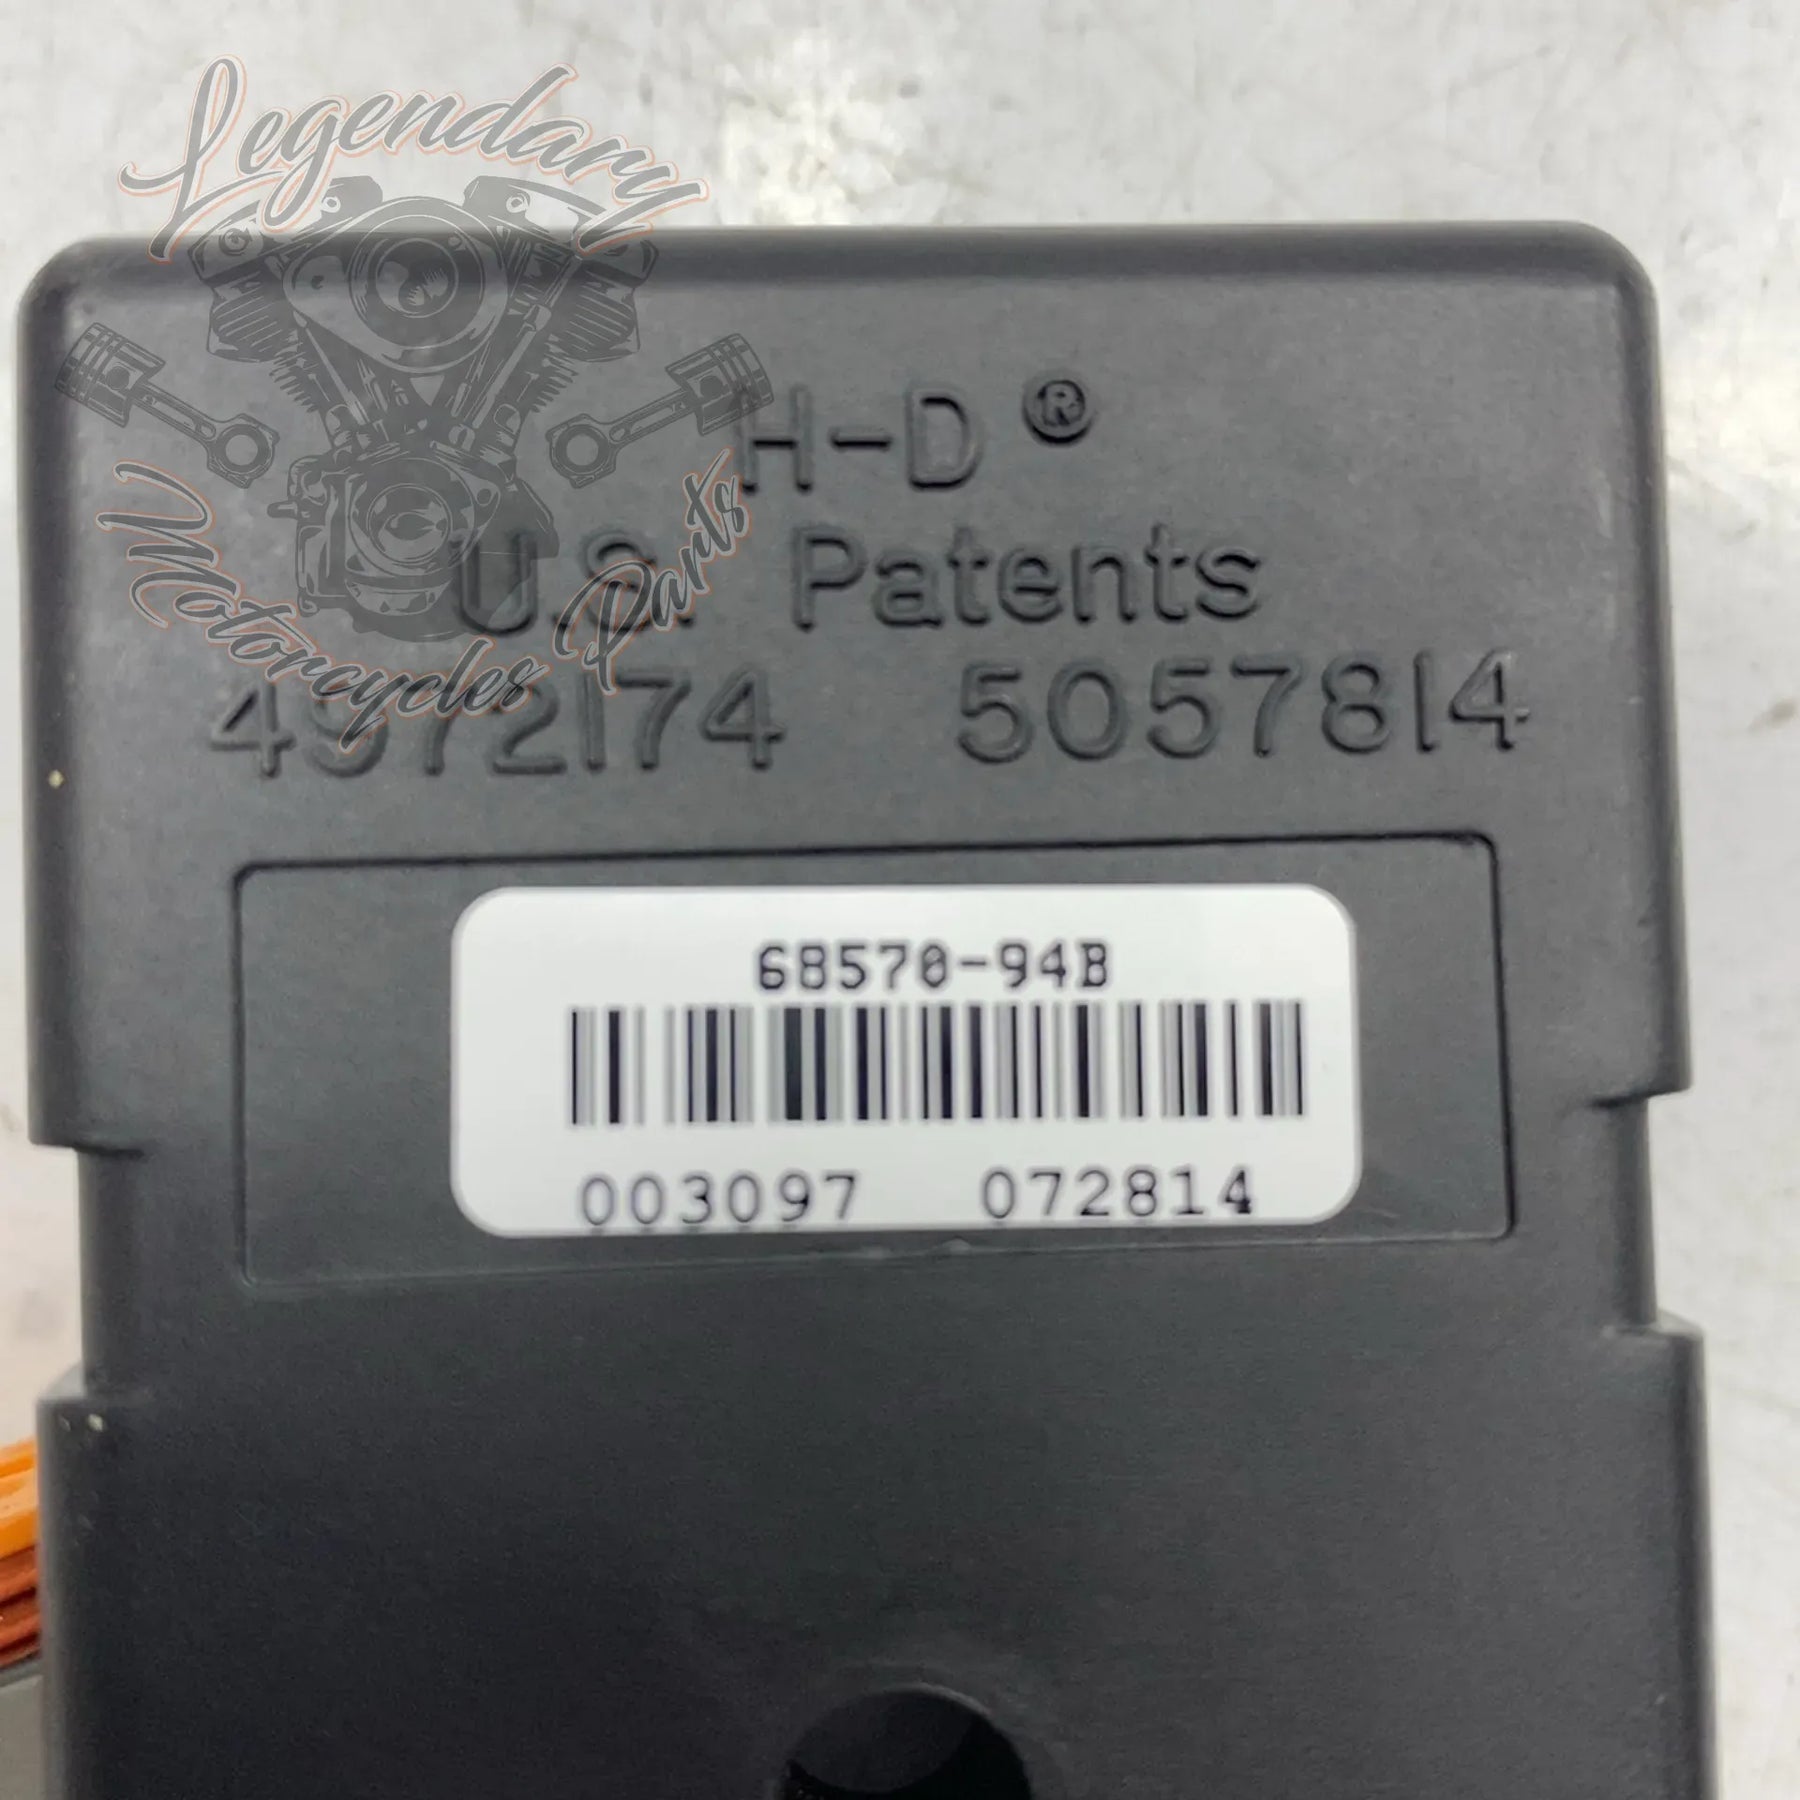 Legendary
Motorcycles Parts
H-D ®
U.S. Patents
4972174 5057814
68570-94B
003097 072814